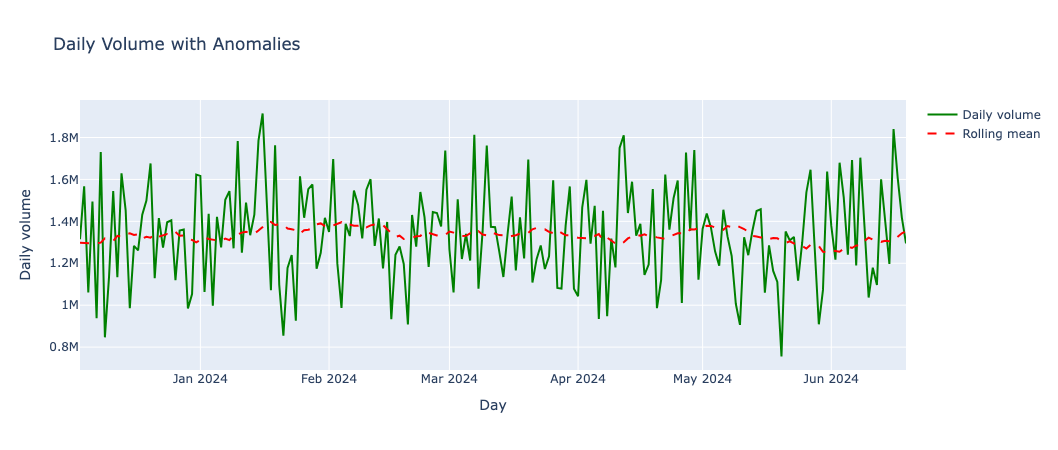 Daily Volume with Anomalies
Daily volume
Rolling mean
1.8M
1.6M
1.4M
1.2M
1M
0.8M
Daily volume
Jan 2024
Feb 2024
Mar 2024
Apr 2024
May 2024
Jun 2024
Day